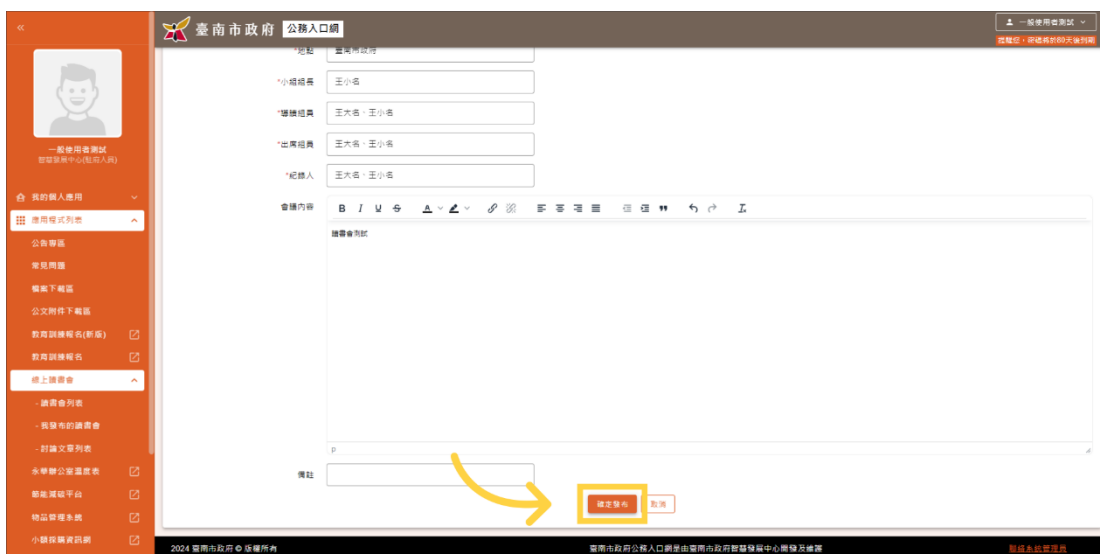 臺南市政府 公務入口網
一般使用者測試
提醒您，密碼將於80天後到期
一般使用者測試
智慧發展中心(駐府人員)
我的個人應用
應用程式列表
公告專區
常見問題
檔案下載區
公文附件下載區
教育訓練報名(新版)
教育訓練報名
線上讀書會
- 讀書會列表
- 我發布的讀書會
- 討論文章列表
永華辦公室溫度表
節能減碳平台
物品管理系統
小額採購資訊網
*地點 臺南市政府
*小組組長 王小名
*導讀組員 王大名、王小名
*出席組員 王大名、王小名
*紀錄人 王大名、王小名
會議內容
B I U S A
讀書會測試
p
備註
確定發布 取消
2024 臺南市政府 © 版權所有
臺南市政府公務入口網是由臺南市政府智慧發展中心開發及維護
聯絡系統管理員